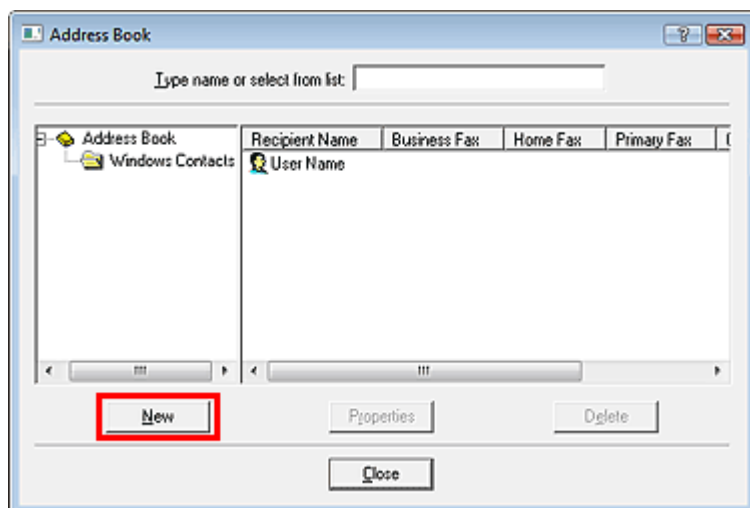 Address Book
Type name or select from list:
Address Book
Windows Contacts
Recipient Name Business Fax Home Fax Primary Fax
User Name
New Properties Delete
Close